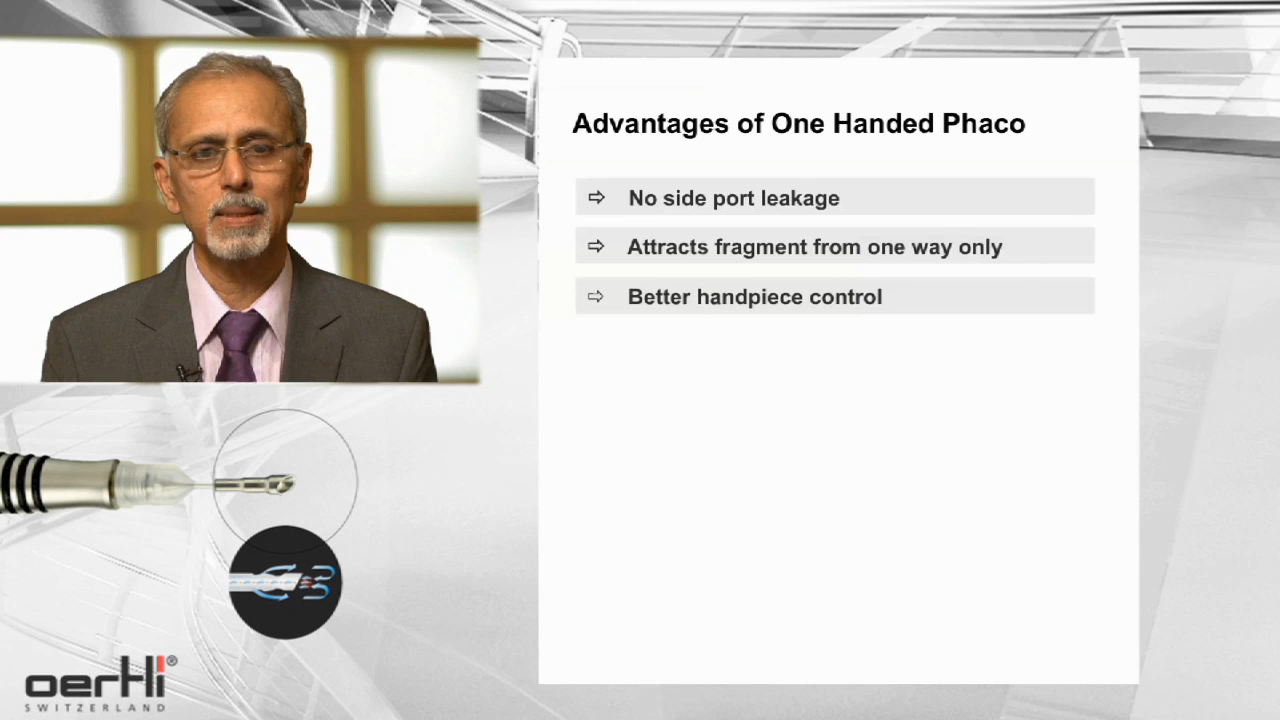 Advantages of One Handed Phaco
⇨ No side port leakage
⇨ Attracts fragment from one way only
⇨ Better handpiece control
oertli®
SWITZERLAND